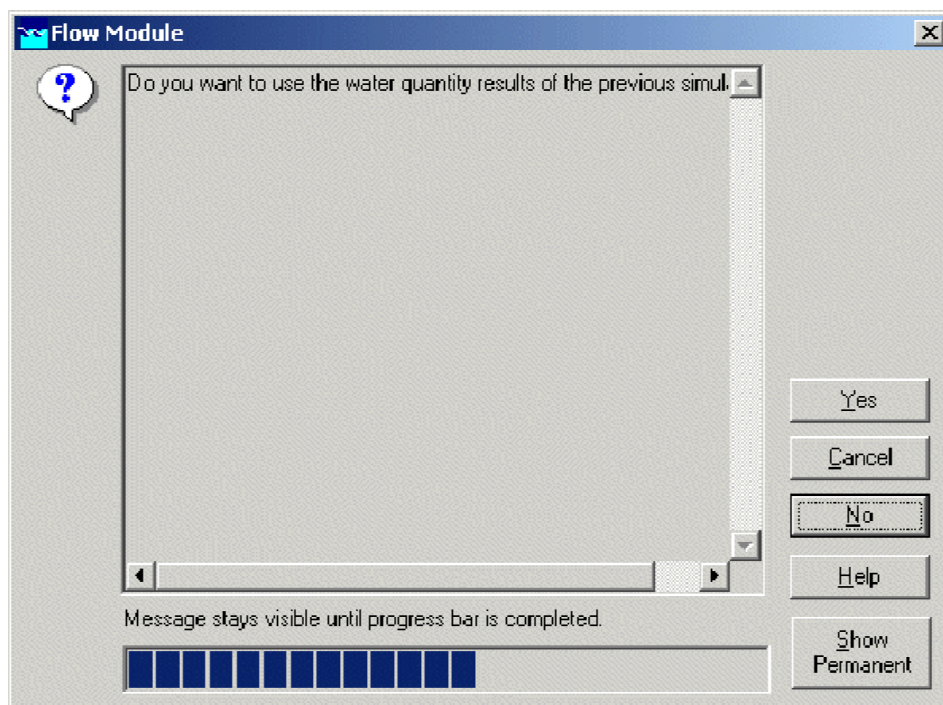 Flow Module
Do you want to use the water quantity results of the previous simul
Yes
Cancel
No
Help
Message stays visible until progress bar is completed.
Show
Permanent